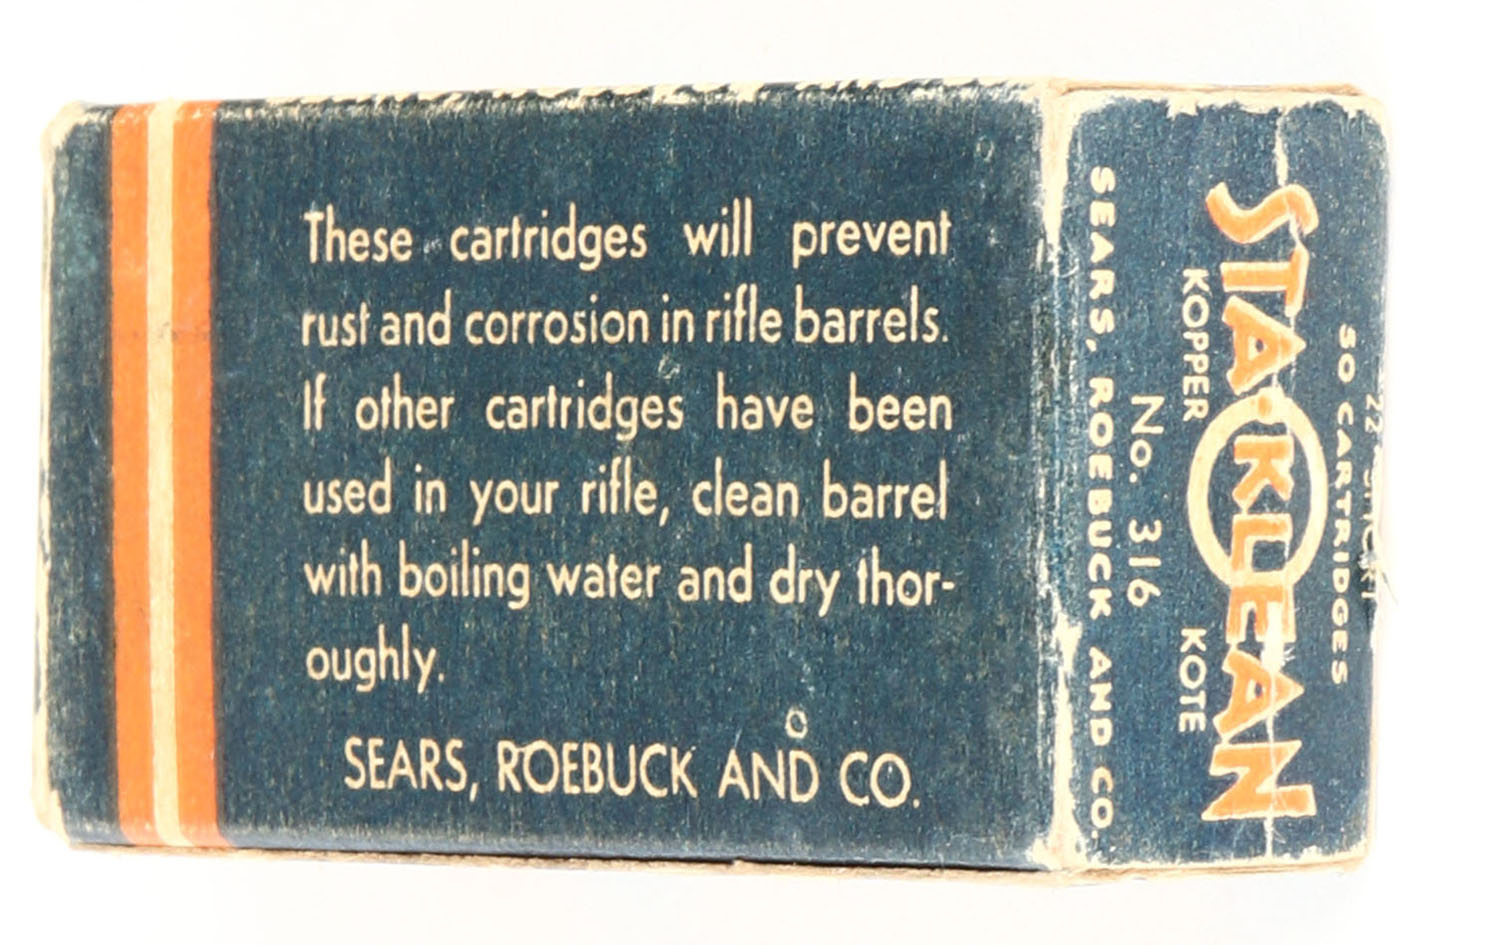 These cartridges will prevent
rust and corrosion in rifle barrels.
If other cartridges have been
used in your rifle, clean barrel
with boiling water and dry thor-
oughly.
SEARS, ROEBUCK AND CO.
22 SHORT
50 CARTRIDGES
STA·KLEAN
KOPPER KOTE
No. 316
SEARS, ROEBUCK AND CO.